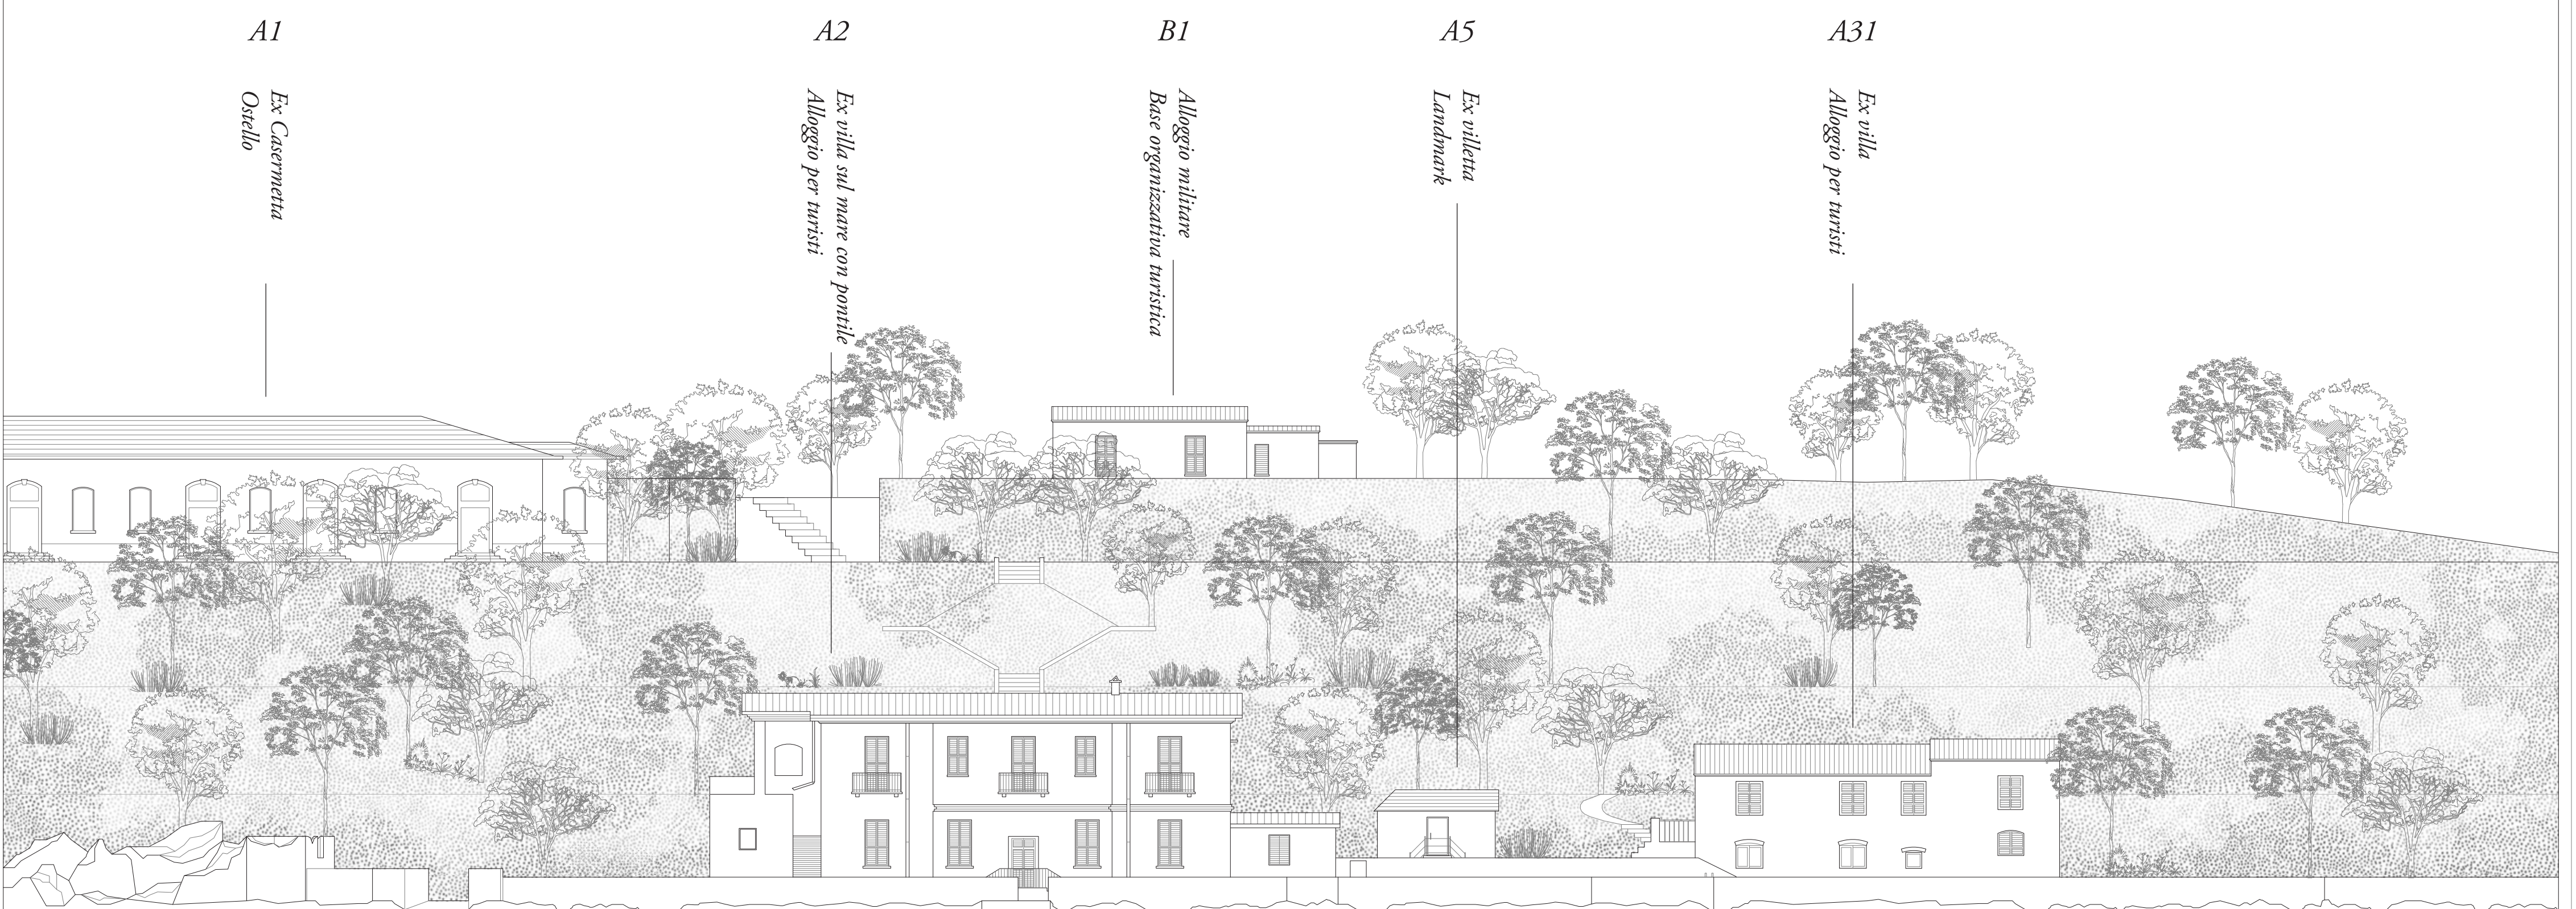 A1
Ex Casermetta
Ostello
A2
Ex villa sul mare con pontile
Alloggio per turisti
B1
Alloggio militare
Base organizzativa turistica
A5
Ex villetta
Landmark
A31
Ex villa
Alloggio per turisti